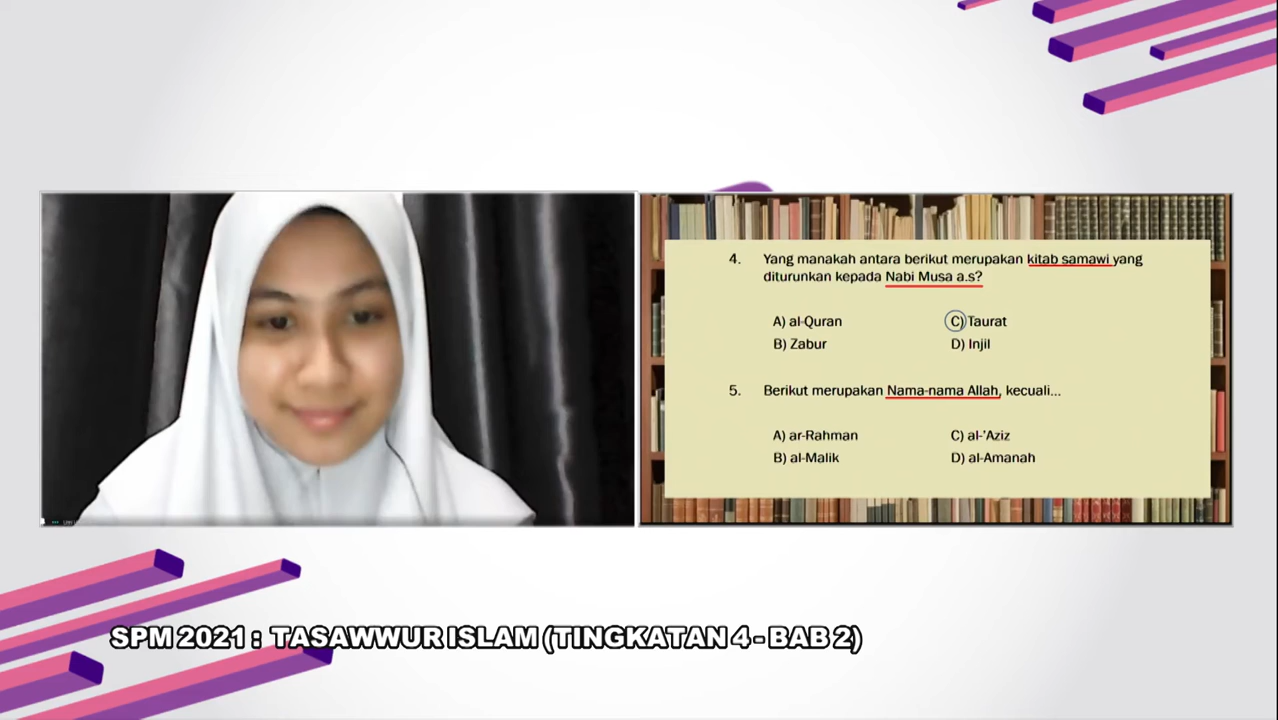 4. Yang manakah antara berikut merupakan kitab samawi yang
diturunkan kepada Nabi Musa a.s?
A) al-Quran C) Taurat
B) Zabur D) Injil
5. Berikut merupakan Nama-nama Allah, kecuali...
A) ar-Rahman C) al-'Aziz
B) al-Malik D) al-Amanah
SPM 2021 : TASAWWUR ISLAM (TINGKATAN 4 - BAB 2)